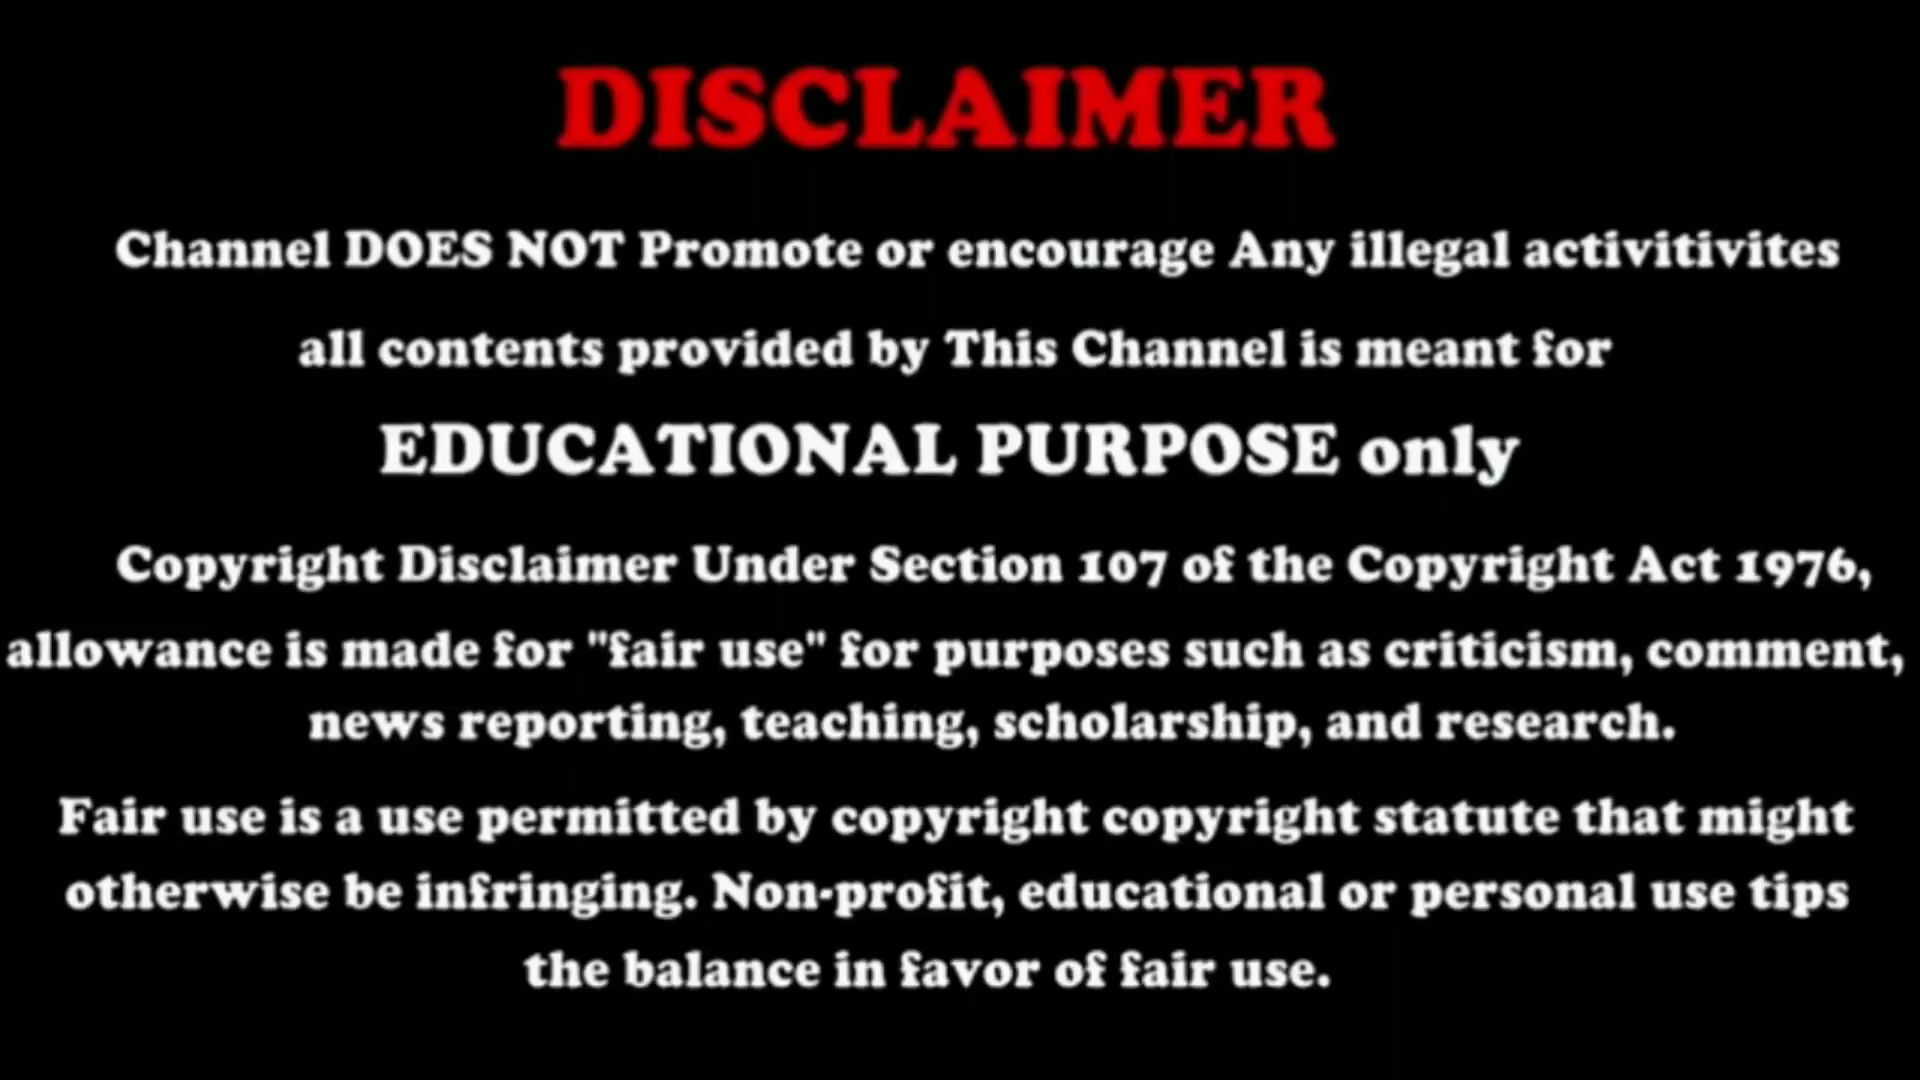 DISCLAIMER
Channel DOES NOT Promote or encourage Any illegal activitivites
all contents provided by This Channel is meant for
EDUCATIONAL PURPOSE only
Copyright Disclaimer Under Section 107 of the Copyright Act 1976,
allowance is made for "fair use" for purposes such as criticism, comment,
news reporting, teaching, scholarship, and research.
Fair use is a use permitted by copyright copyright statute that might
otherwise be infringing. Non-profit, educational or personal use tips
the balance in favor of fair use.